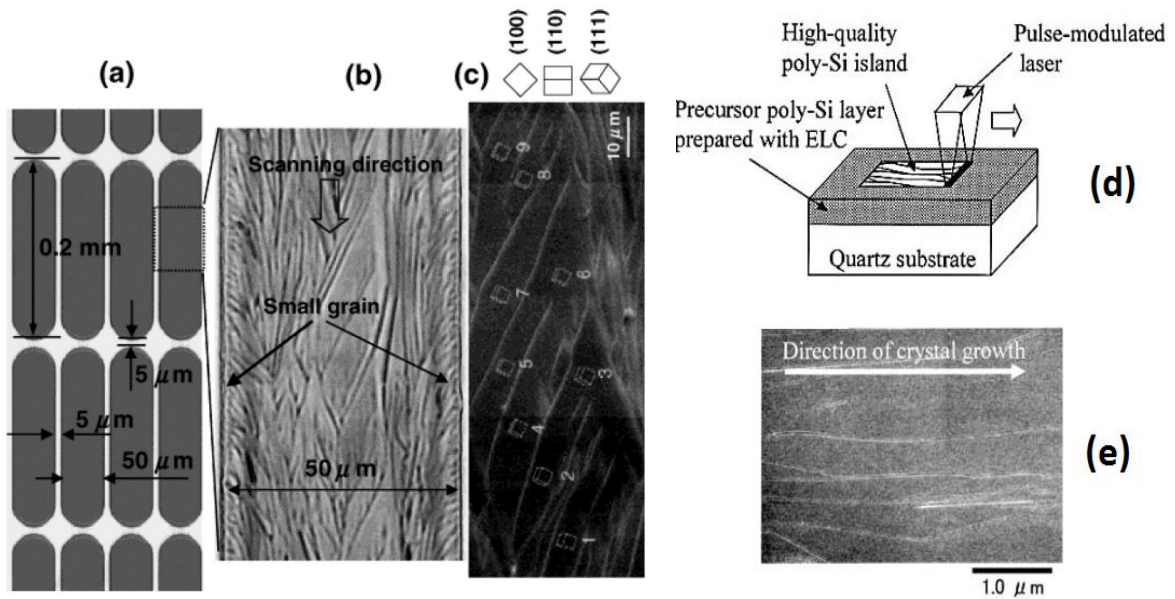 (a)
0.2 mm
5 μm
5 μm
50 μm
(b)
Scanning direction
Small grain
50 μm
(c)
(100)
(110)
(111)
10 μm
9
8
6
7
5
3
4
2
1
High-quality
poly-Si island
Pulse-modulated
laser
Precursor poly-Si layer
prepared with ELC
Quartz substrate
(d)
Direction of crystal growth
(e)
1.0 μm